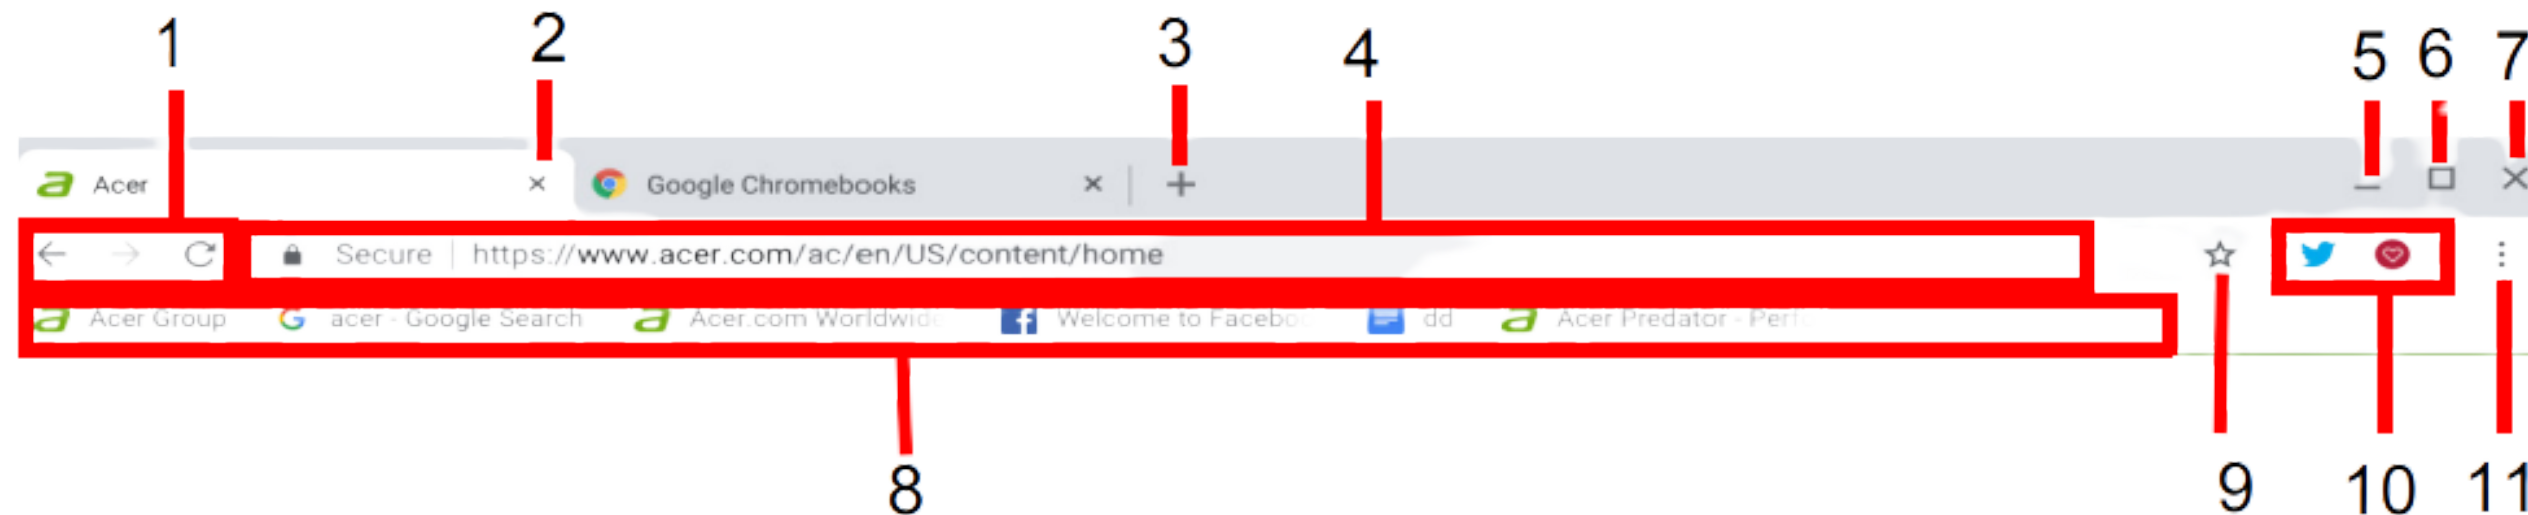 1 2 3 4 5 6 7
Acer Google Chromebooks
Secure https://www.acer.com/ac/en/US/content/home
Acer Group acer - Google Search Acer.com Worldwide Welcome to Facebo dd Acer Predator - Perf
8 9 10 11